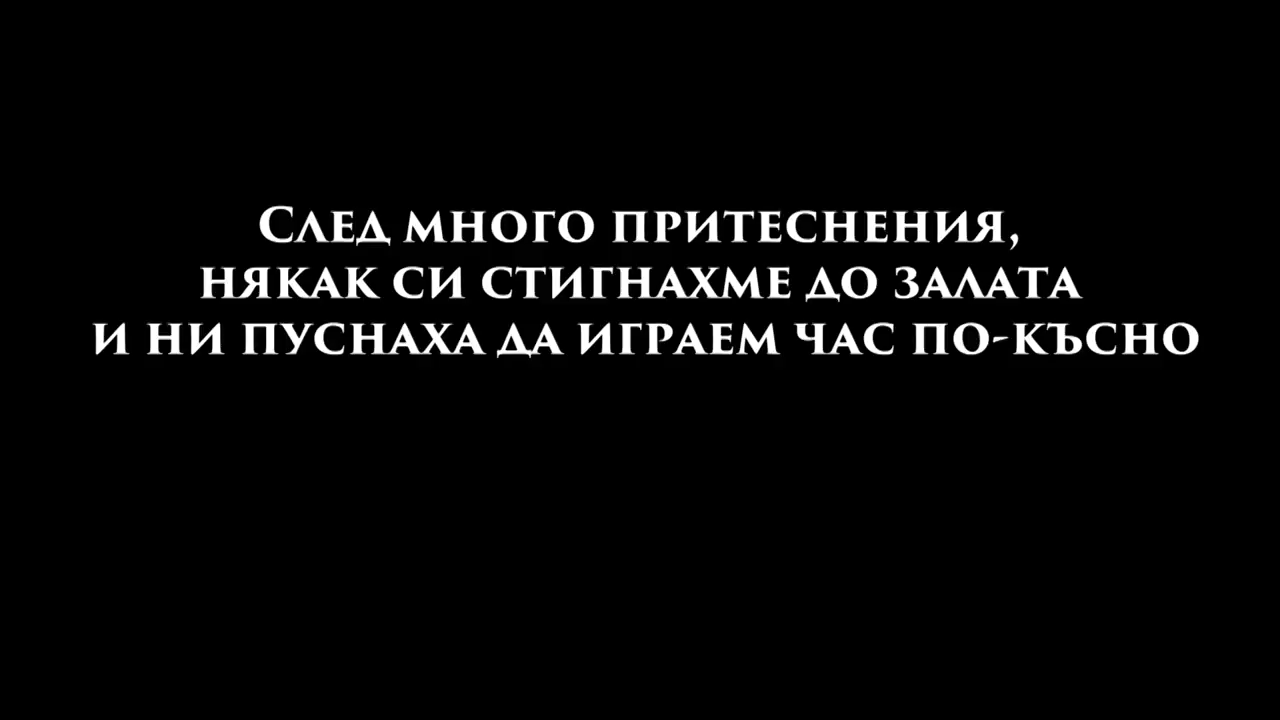 След много притеснения,
някак си стигнахме до залата
и ни пуснаха да играем час по-късно